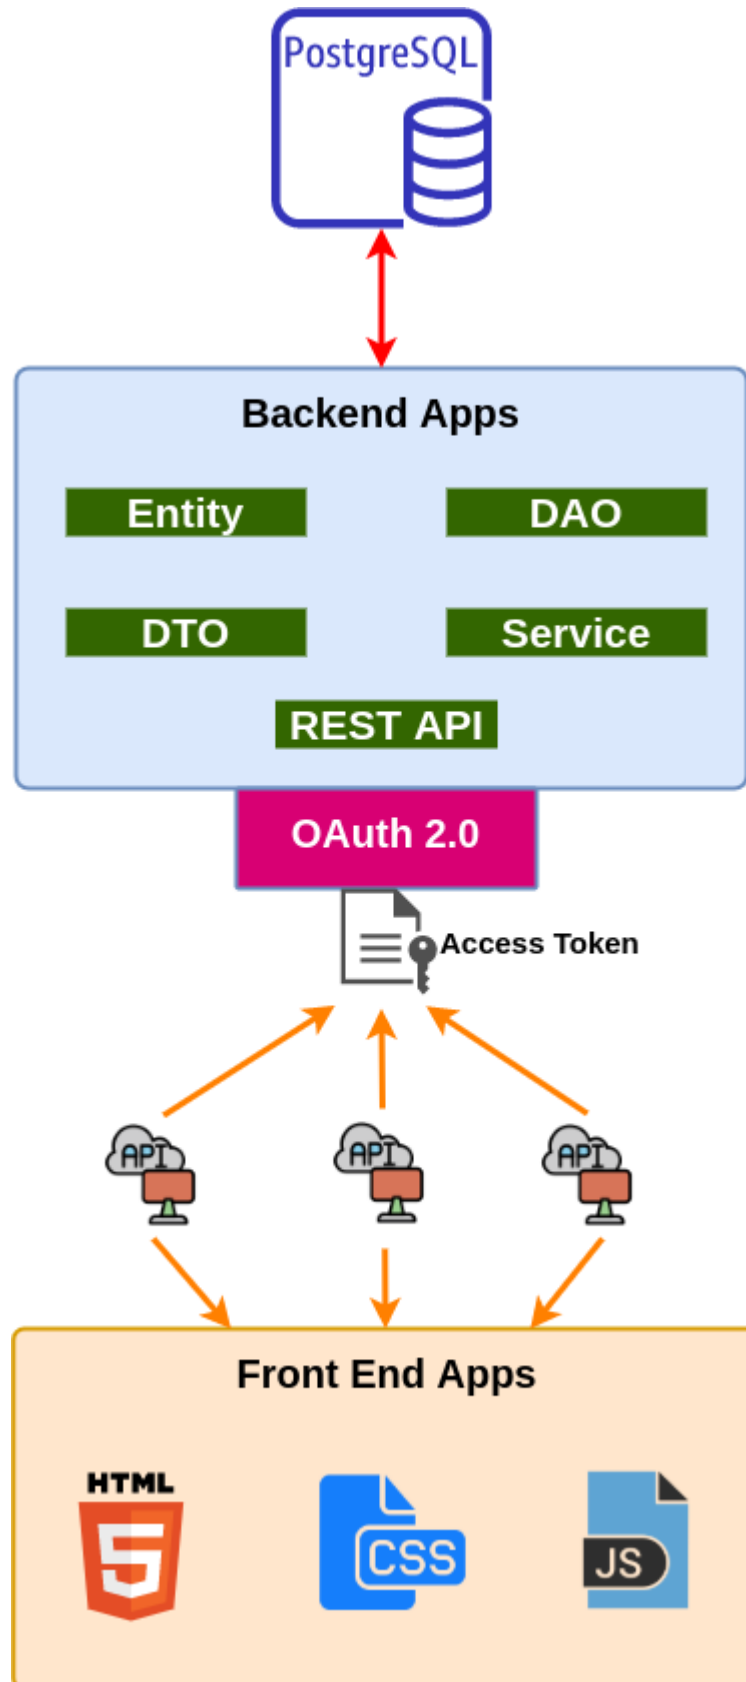 PostgreSQL
Backend Apps
Entity
DAO
DTO
Service
REST API
OAuth 2.0
Access Token
API
API
API
Front End Apps
HTML
5
CSS
JS